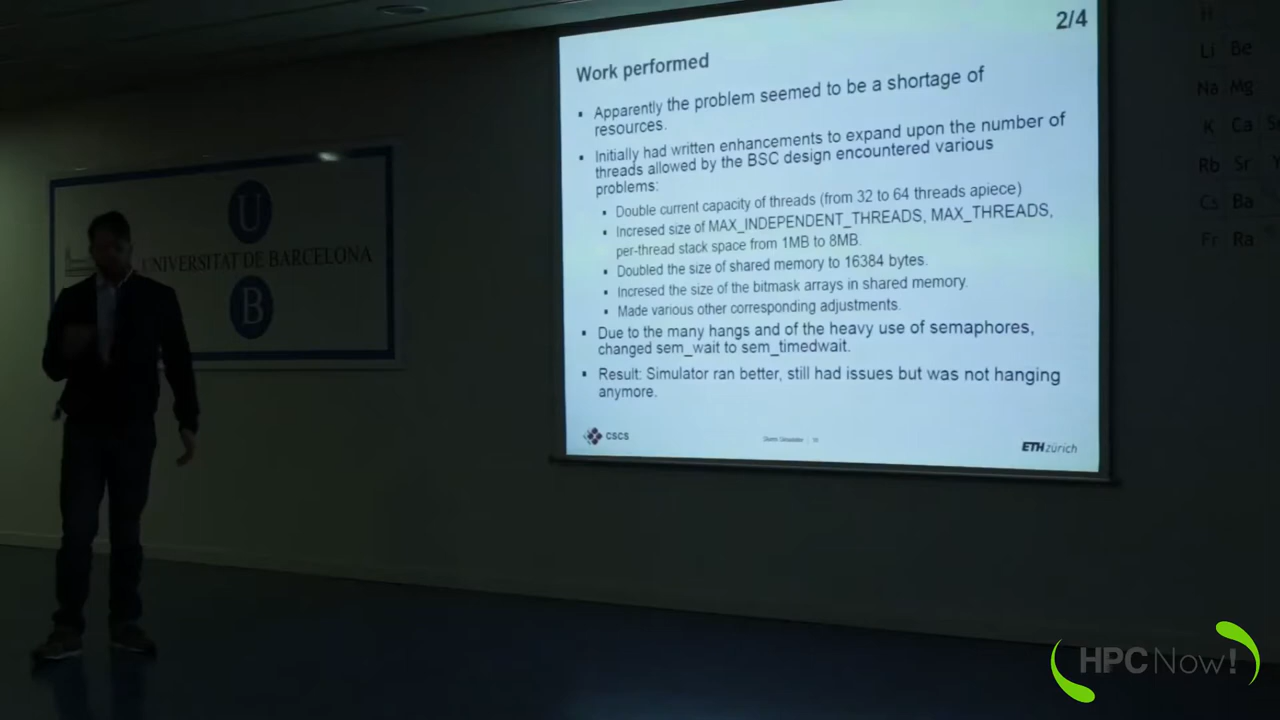 2/4
Work performed
Apparently the problem seemed to be a shortage of
resources.
Initially had written enhancements to expand upon the number of
threads allowed by the BSC design encountered various
problems:
Double current capacity of threads (from 32 to 64 threads apiece)
Incresed size of MAX_INDEPENDENT_THREADS, MAX_THREADS,
per-thread stack space from 1MB to 8MB.
Doubled the size of shared memory to 16384 bytes.
Incresed the size of the bitmask arrays in shared memory.
Made various other corresponding adjustments.
Due to the many hangs and of the heavy use of semaphores,
changed sem_wait to sem_timedwait.
Result: Simulator ran better, still had issues but was not hanging
anymore.
CSCS
ETH zürich
U
UNIVERSITAT DE BARCELONA
B
H
Li Be
Na Mg
K Ca
Rb Sr
Cs Ba
Fr Ra
HPC Now!